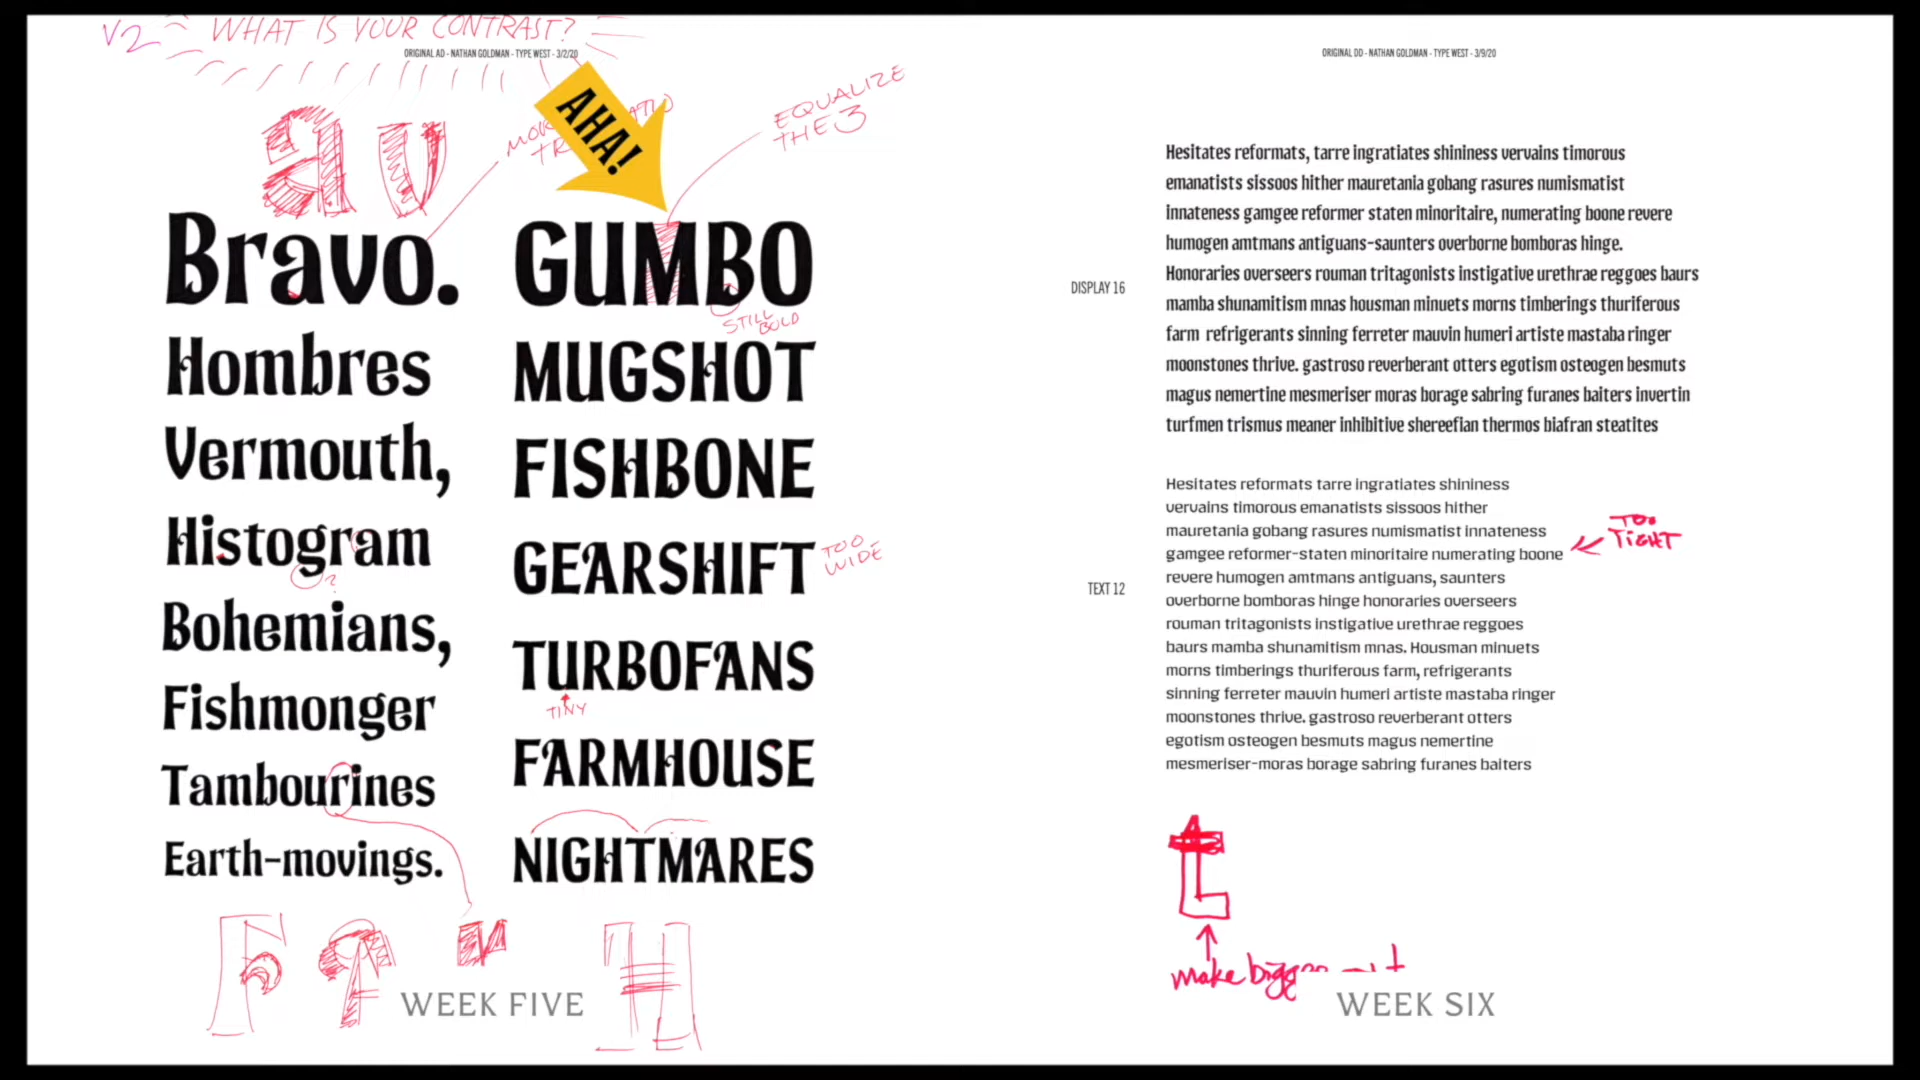 V2 WHAT IS YOUR CONTRAST?
ORIGINAL AD - NATHAN GOLDMAN - TYPE WEST - 3/2/20
av
AHA!
EQUALIZE
THE 3
Bravo.
Hombres
Vermouth,
Histogram
?
Bohemians,
Fishmonger
Tambourines
Earth-movings.
GUMBO
STILL
BOLD
MUGSHOT
FISHBONE
GEARSHIFT
TOO
WIDE
TURBOFANS
TINY
FARMHOUSE
NIGHTMARES
WEEK FIVE
ORIGINAL DD - NATHAN GOLDMAN - TYPE WEST - 3/9/20
DISPLAY 16
Hesitates reformats, tarre ingratiates shininess vervains timorous
emanatists sissoos hither mauretania gobang rasures numismatist
innateness gamgee reformer staten minoritaire, numerating boone revere
humogen amtmans antiguans-saunters overborne bomboras hinge.
Honoraries overseers rouman tritagonists instigative urethrae reggoes baurs
mamba shunamitism mnas housman minuets morns timberings thuriferous
farm refrigerants sinning ferreter mauvin humeri artiste mastaba ringer
moonstones thrive. gastroso reverberant otters egotism osteogen besmuts
magus nemertine mesmeriser moras borage sabring furanes baiters invertin
turfmen trismus meaner inhibitive shereefian thermos biafran steatites
TEXT 12
Hesitates reformats tarre ingratiates shininess
vervains timorous emanatists sissoos hither
mauretania gobang rasures numismatist innateness
gamgee reformer-staten minoritaire numerating boone
revere humogen amtmans antiguans, saunters
overborne bomboras hinge honoraries overseers
rouman tritagonists instigative urethrae reggoes
baurs mamba shunamitism mnas. Housman minuets
morns timberings thuriferous farm, refrigerants
sinning ferreter mauvin humeri artiste mastaba ringer
moonstones thrive. gastroso reverberant otters
egotism osteogen besmuts magus nemertine
mesmeriser-moras borage sabring furanes baiters
TOO
TIGHT
make
WEEK SIX